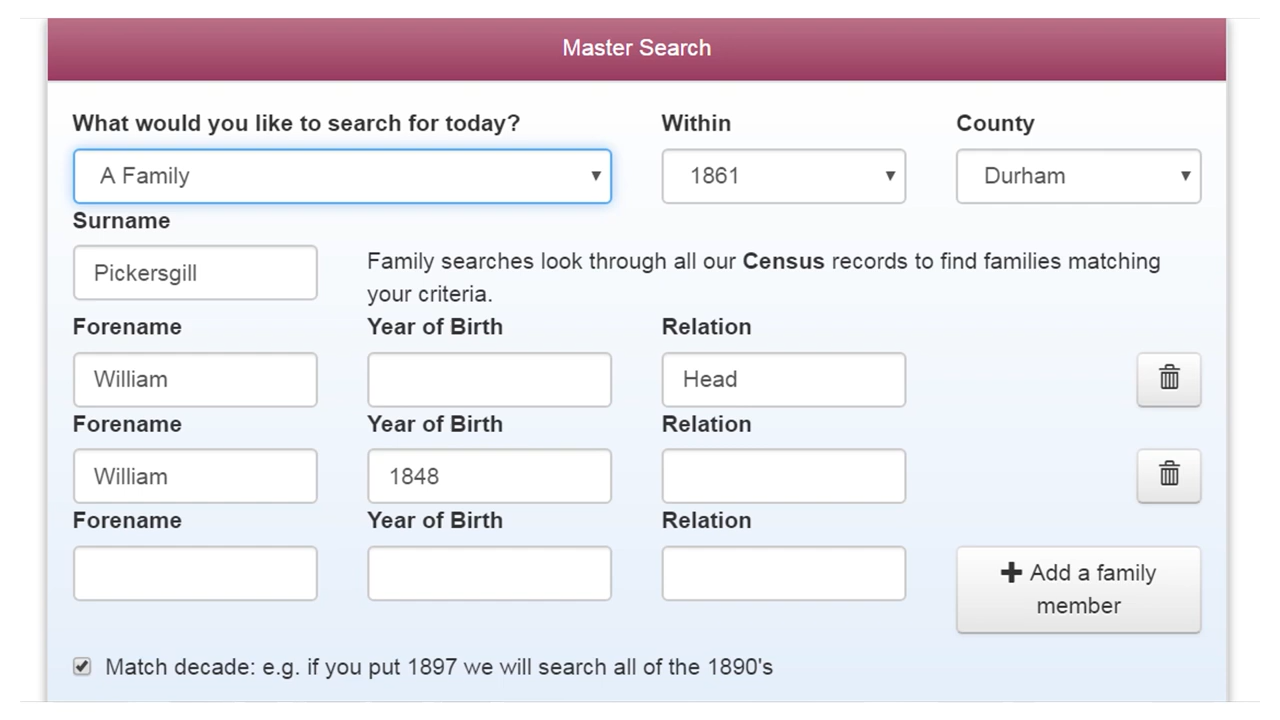 Master Search
What would you like to search for today?
Within
County
A Family
1861
Durham
Surname
Pickersgill
Family searches look through all our Census records to find families matching
your criteria.
Forename
Year of Birth
Relation
William
Head
Forename
Year of Birth
Relation
William
1848
Forename
Year of Birth
Relation
Add a family
member
Match decade: e.g. if you put 1897 we will search all of the 1890's